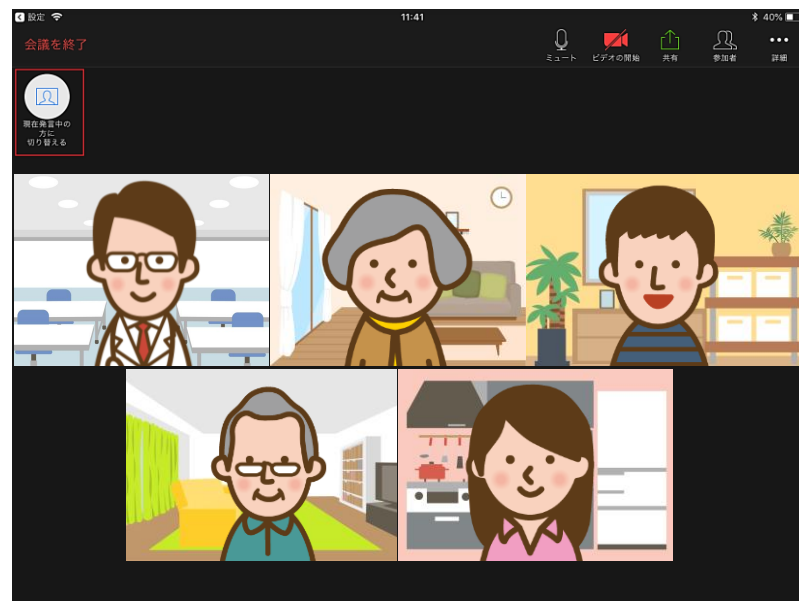 設定
11:41
40%
会議を終了
ミュート
ビデオの開始
共有
参加者
詳細
現在発言中の
方に
切り替える